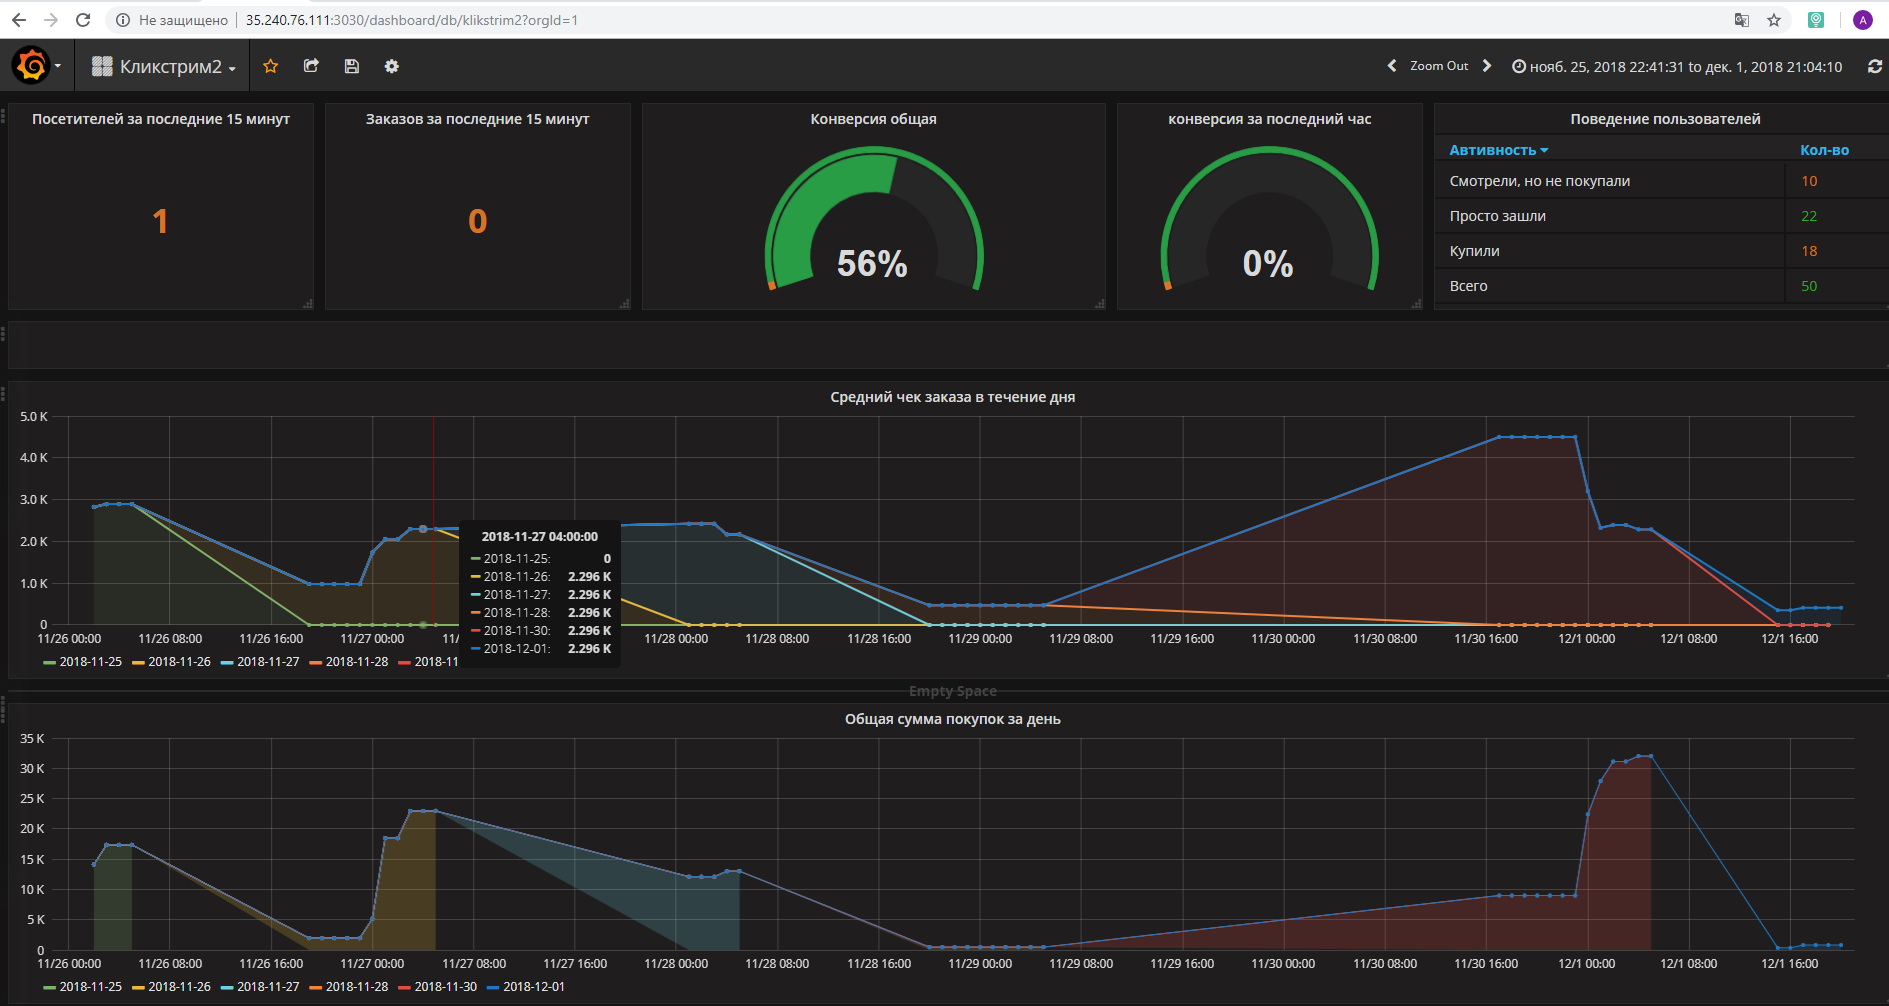 Не защищено 35.240.76.111:3030/dashboard/db/klikstrim2?orgId=1
A
Кликстрим2
Zoom Out
нояб. 25, 2018 22:41:31 to дек. 1, 2018 21:04:10
Посетителей за последние 15 минут
1
Заказов за последние 15 минут
0
Конверсия общая
56%
конверсия за последний час
0%
Поведение пользователей
Активность Кол-во
Смотрели, но не покупали 10
Просто зашли 22
Купили 18
Всего 50
Средний чек заказа в течение дня
5.0 K
4.0 K
3.0 K
2.0 K
1.0 K
0
11/26 00:00 11/26 08:00 11/26 16:00 11/27 00:00 11/ 11/28 00:00 11/28 08:00 11/28 16:00 11/29 00:00 11/29 08:00 11/29 16:00 11/30 00:00 11/30 08:00 11/30 16:00 12/1 00:00 12/1 08:00 12/1 16:00
2018-11-25 2018-11-26 2018-11-27 2018-11-28 2018-11
2018-11-27 04:00:00
2018-11-25: 0
2018-11-26: 2.296 K
2018-11-27: 2.296 K
2018-11-28: 2.296 K
2018-11-30: 2.296 K
2018-12-01: 2.296 K
Empty Space
Общая сумма покупок за день
35 K
30 K
25 K
20 K
15 K
10 K
5 K
0
11/26 00:00 11/26 08:00 11/26 16:00 11/27 00:00 11/27 08:00 11/27 16:00 11/28 00:00 11/28 08:00 11/28 16:00 11/29 00:00 11/29 08:00 11/29 16:00 11/30 00:00 11/30 08:00 11/30 16:00 12/1 00:00 12/1 08:00 12/1 16:00
2018-11-25 2018-11-26 2018-11-27 2018-11-28 2018-11-30 2018-12-01